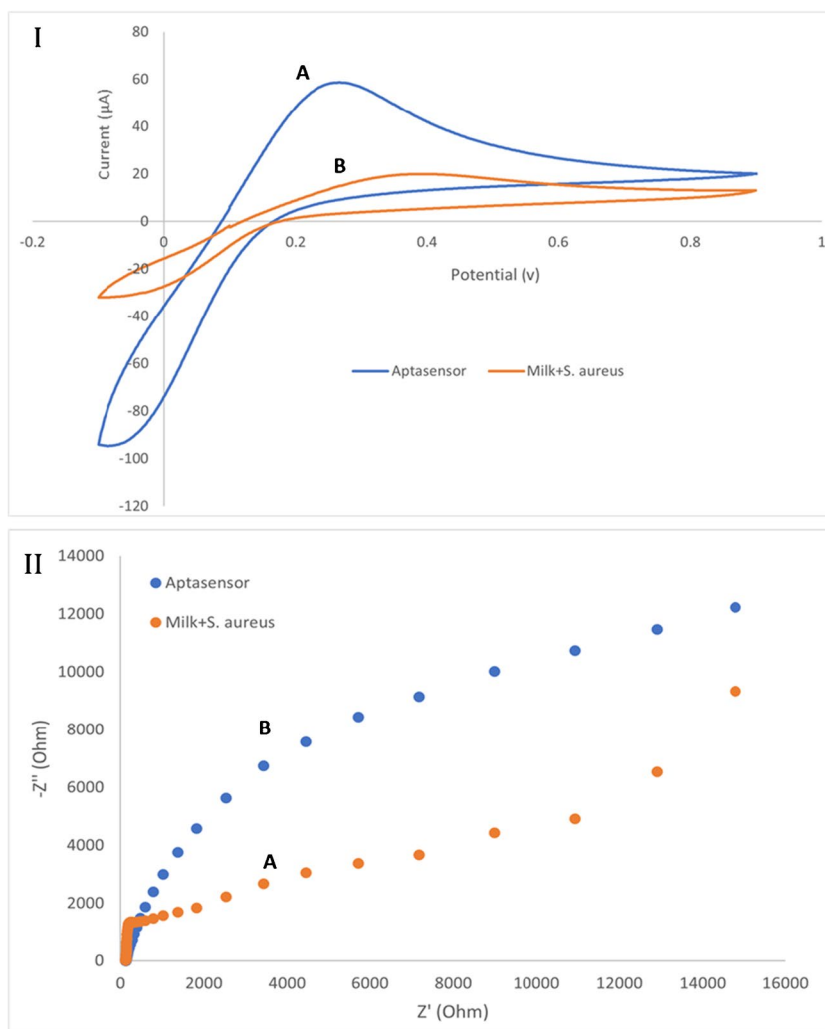 I
80
60
40
20
0
-20
-40
-60
-80
-100
-120
Current (µA)
A
B
-0.2
0
0.2
0.4
0.6
0.8
1
Potential (v)
Aptasensor
Milk+S. aureus
II
14000
12000
10000
8000
6000
4000
2000
0
-Z'' (Ohm)
Aptasensor
Milk+S. aureus
B
A
0
2000
4000
6000
8000
10000
12000
14000
16000
Z' (Ohm)